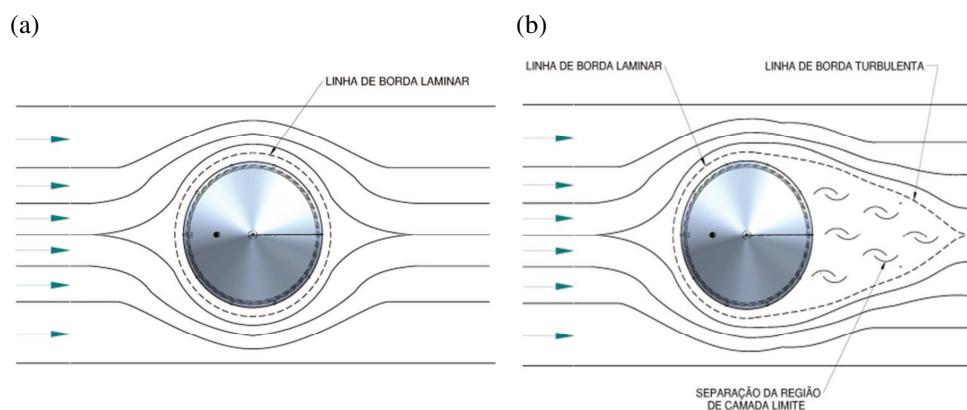 (a)
LINHA DE BORDA LAMINAR
(b)
LINHA DE BORDA LAMINAR
LINHA DE BORDA TURBULENTA
SEPARAÇÃO DA REGIÃO
DE CAMADA LIMITE